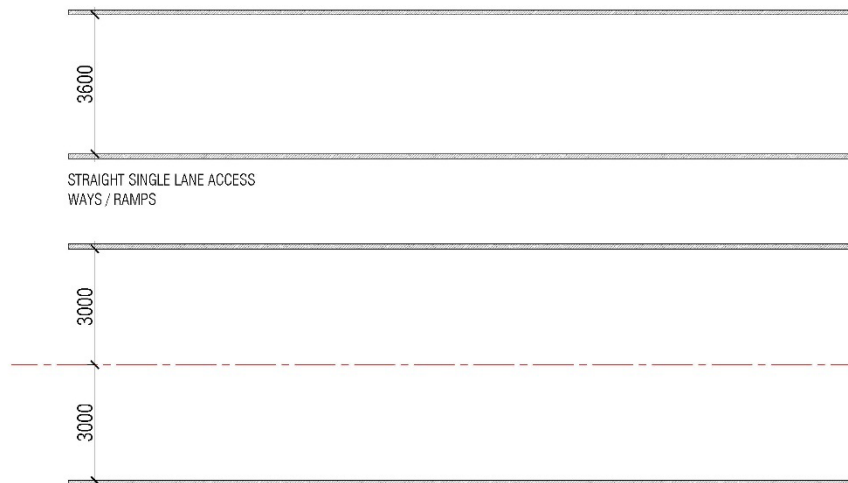 3600
STRAIGHT SINGLE LANE ACCESS
WAYS / RAMPS
3000
3000